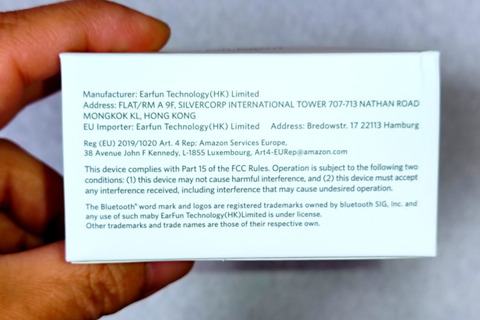 Manufacturer: Earfun Technology(HK) Limited
Address: FLAT/RM A 9F, SILVERCORP INTERNATIONAL TOWER 707-713 NATHAN ROAD
MONGKOK KL, HONG KONG
EU Importer: Earfun Technology(HK) Limited Address: Bredowstr. 17 22113 Hamburg
Reg (EU) 2019/1020 Art. 4 Rep: Amazon Services Europe,
38 Avenue John F Kennedy, L-1855 Luxembourg, Art4-EURep@amazon.com
This device complies with Part 15 of the FCC Rules. Operation is subject to the following two
conditions: (1) this device may not cause harmful interference, and (2) this device must accept
any interference received, including interference that may cause undesired operation.
The Bluetooth® word mark and logos are registered trademarks owned by bluetooth SIG, Inc. and
any use of such maby EarFun Technology(HK)Limited is under license.
Other trademarks and trade names are those of their respective own.